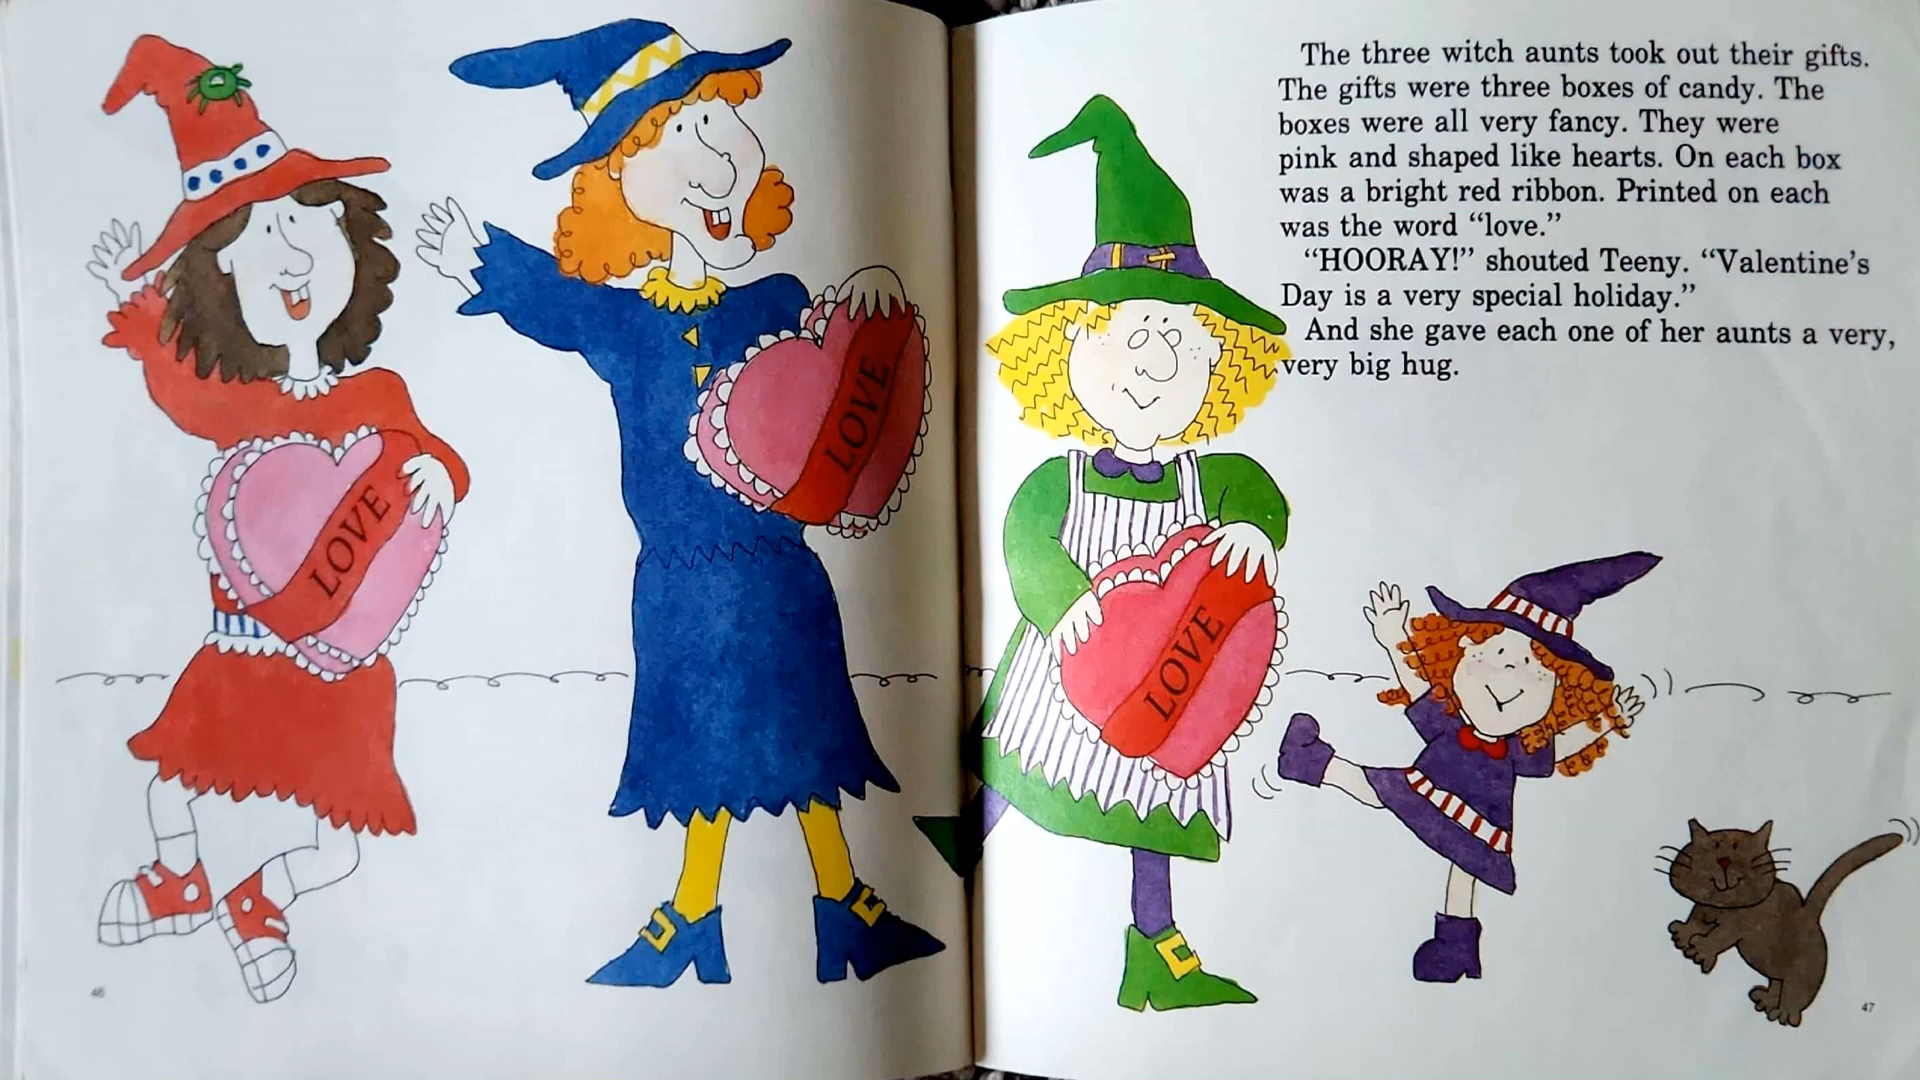 LOVE
LOVE
46
The three witch aunts took out their gifts.
The gifts were three boxes of candy. The
boxes were all very fancy. They were
pink and shaped like hearts. On each box
was a bright red ribbon. Printed on each
was the word “love.”
“HOORAY!” shouted Teeny. “Valentine’s
Day is a very special holiday.”
And she gave each one of her aunts a very,
very big hug.
LOVE
47